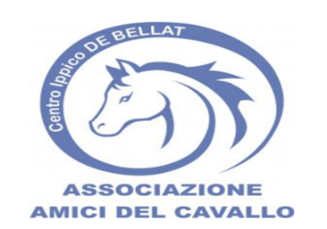 Centro Ippico DE BELLAT
ASSOCIAZIONE
AMICI DEL CAVALLO